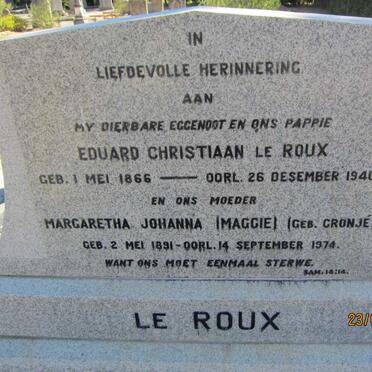 IN
LIEFDEVOLLE HERINNERING
AAN
MY DIERBARE EGGENOOT EN ONS PAPPIE
EDUARD CHRISTIAAN LE ROUX
GEB. 1 MEI 1866 — OORL. 26 DESEMBER 1940
EN ONS MOEDER
MARGARETHA JOHANNA (MAGGIE) (GEB. CRONJÉ
GEB. 2 MEI 1891 - OORL. 14 SEPTEMBER 1974.
WANT ONS MOET EENMAAL STERWE.
SAM. 14:14.
LE ROUX
23/